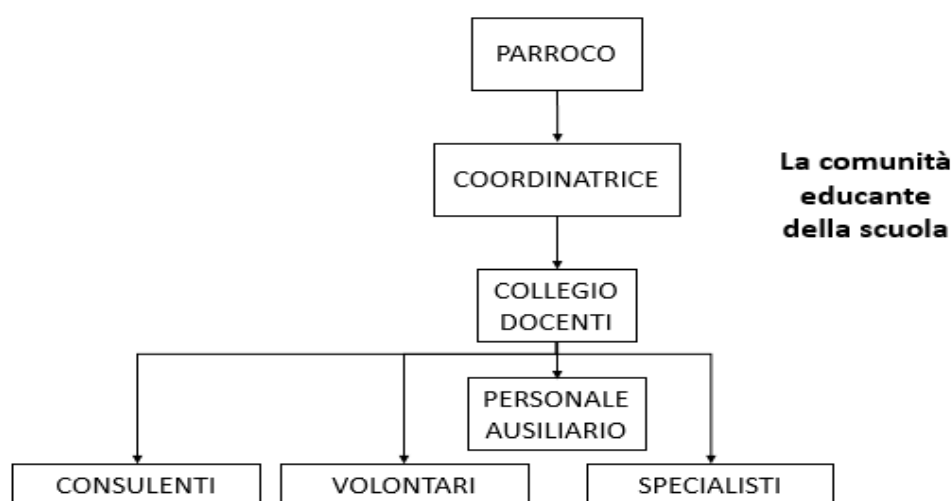 PARROCO
COORDINATRICE
La comunità
educante
della scuola
COLLEGIO
DOCENTI
PERSONALE
AUSILIARIO
CONSULENTI
VOLONTARI
SPECIALISTI